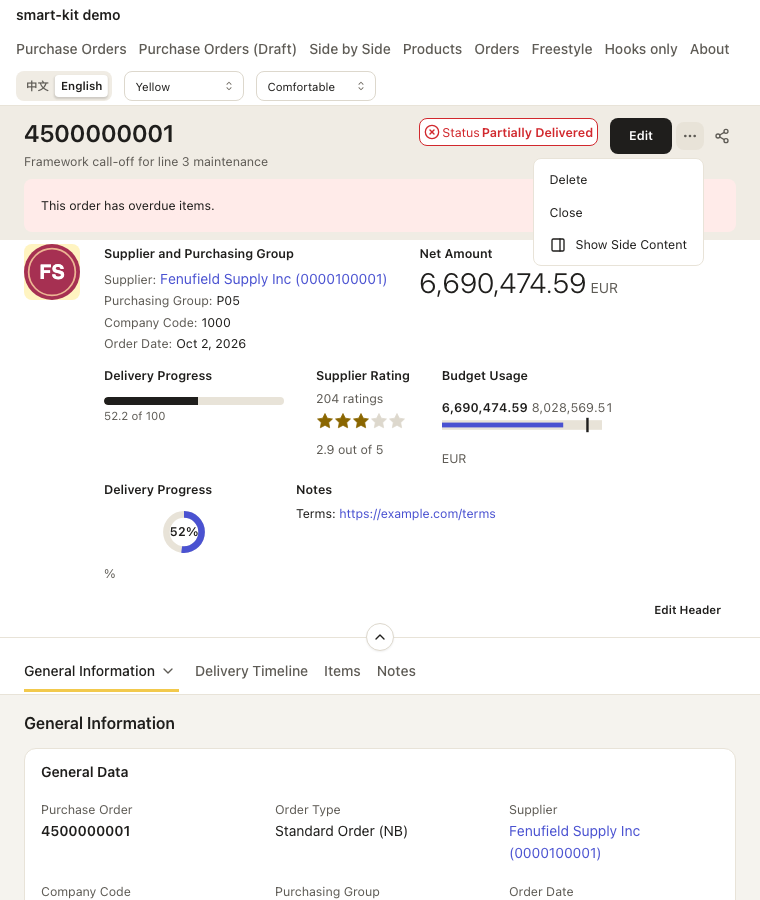 smart-kit demo
Purchase Orders Purchase Orders (Draft) Side by Side Products Orders Freestyle Hooks only About
中文 English Yellow Comfortable
4500000001
Status Partially Delivered
Edit
Framework call-off for line 3 maintenance
This order has overdue items.
Delete
Close
Show Side Content
FS
Supplier and Purchasing Group
Supplier: Fenufield Supply Inc (0000100001)
Purchasing Group: P05
Company Code: 1000
Order Date: Oct 2, 2026
Net Amount
6,690,474.59 EUR
Delivery Progress
52.2 of 100
Supplier Rating
204 ratings
2.9 out of 5
Budget Usage
6,690,474.59 8,028,569.51
EUR
Delivery Progress
52%
%
Notes
Terms: https://example.com/terms
Edit Header
General Information Delivery Timeline Items Notes
General Information
General Data
Purchase Order
4500000001
Order Type
Standard Order (NB)
Supplier
Fenufield Supply Inc
(0000100001)
Company Code
Purchasing Group
Order Date